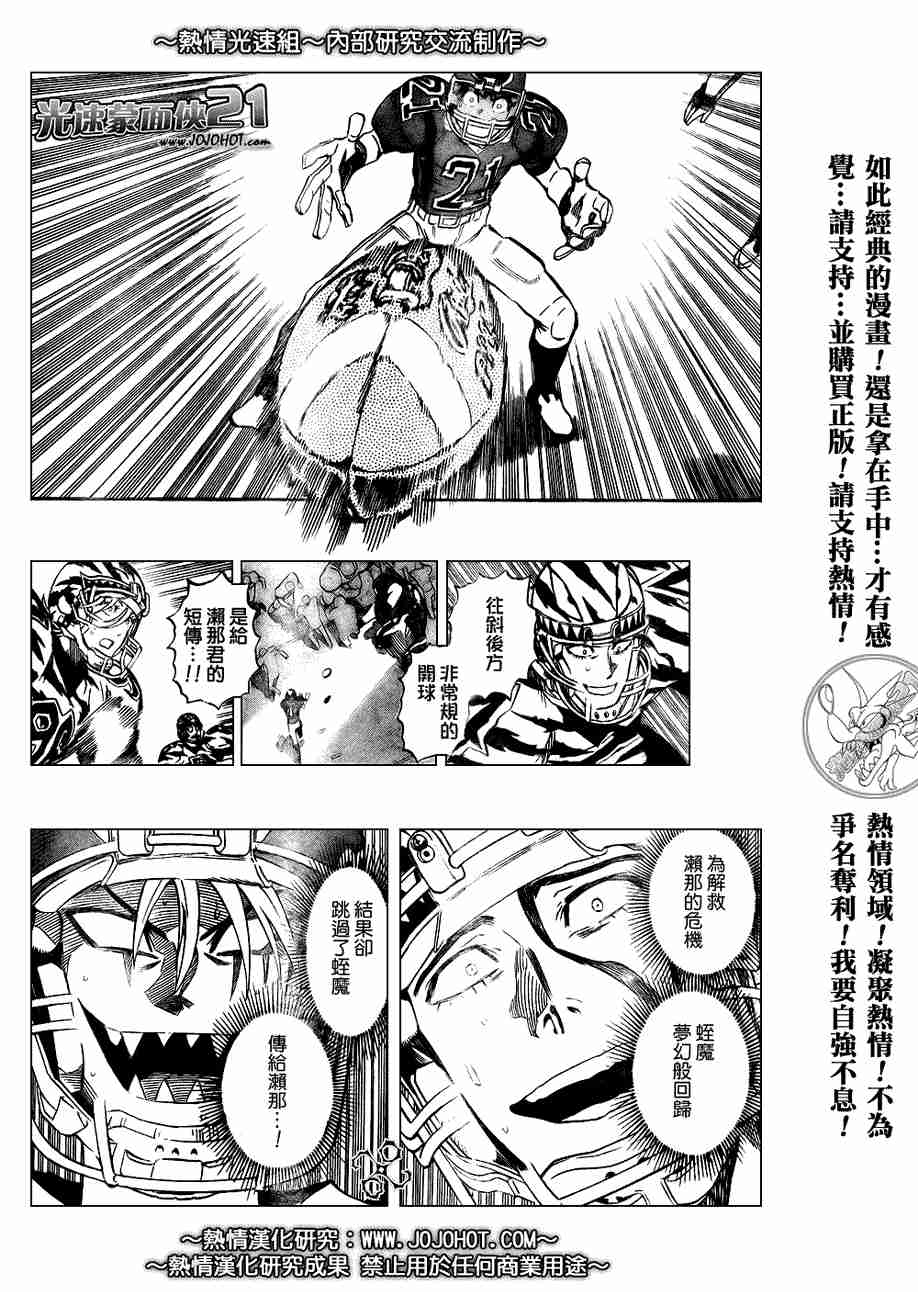 ～熱情光速組～內部研究交流制作～
光速蒙面俠21
www.JOJOHOT.com
21
21
如此經典的漫畫！還是拿在手中…才有感
覺…請支持…並購買正版！請支持熱情！
往斜後方
非常規的
開球
是給
瀨那君的
短傳…!!
為解救
瀨那的危機
蛭魔
夢幻般回歸
結果卻
跳過了蛭魔
傳給瀨那…！
熱情領域！凝聚熱情！不為
爭名奪利！我要自強不息！
～熱情漢化研究：WWW.JOJOHOT.COM～
～熱情漢化研究成果 禁止用於任何商業用途～